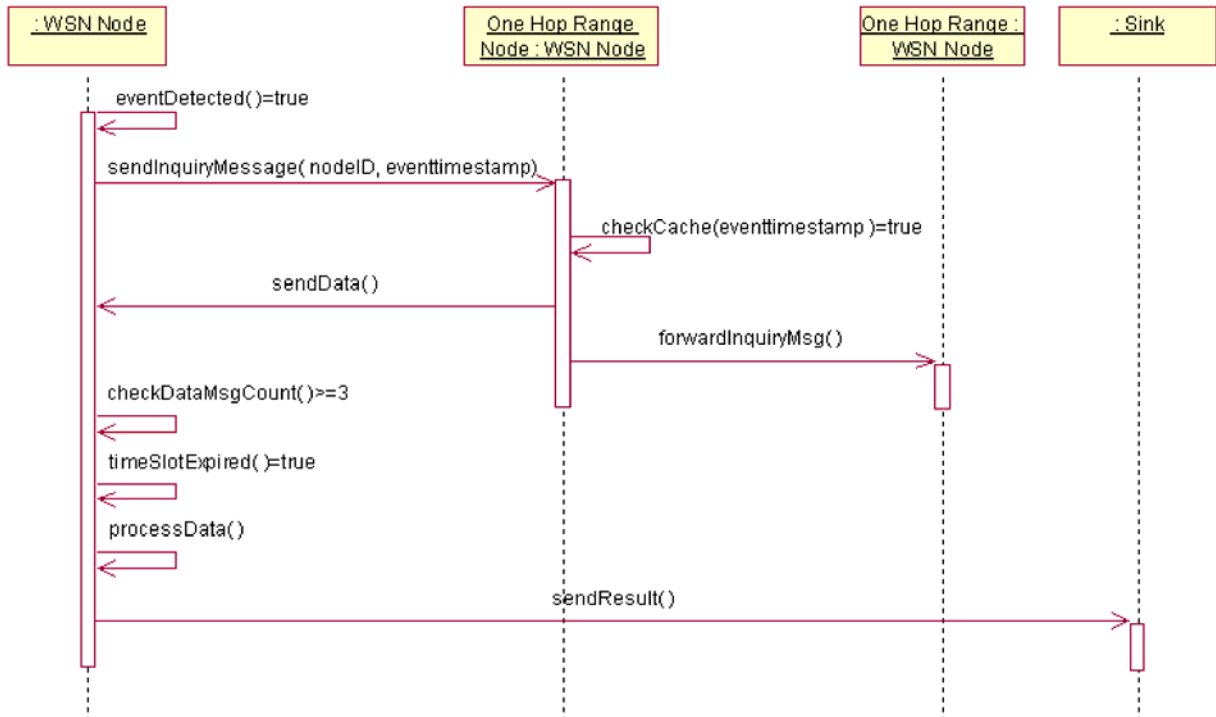 : WSN Node
One Hop Range
Node : WSN Node
One Hop Range :
WSN Node
: Sink
eventDetected()=true
sendInquiryMessage( nodeID, eventtimestamp)
checkCache(eventtimestamp )=true
sendData()
forwardInquiryMsg()
checkDataMsgCount()>=3
timeSlotExpired( )=true
processData()
sendResult()